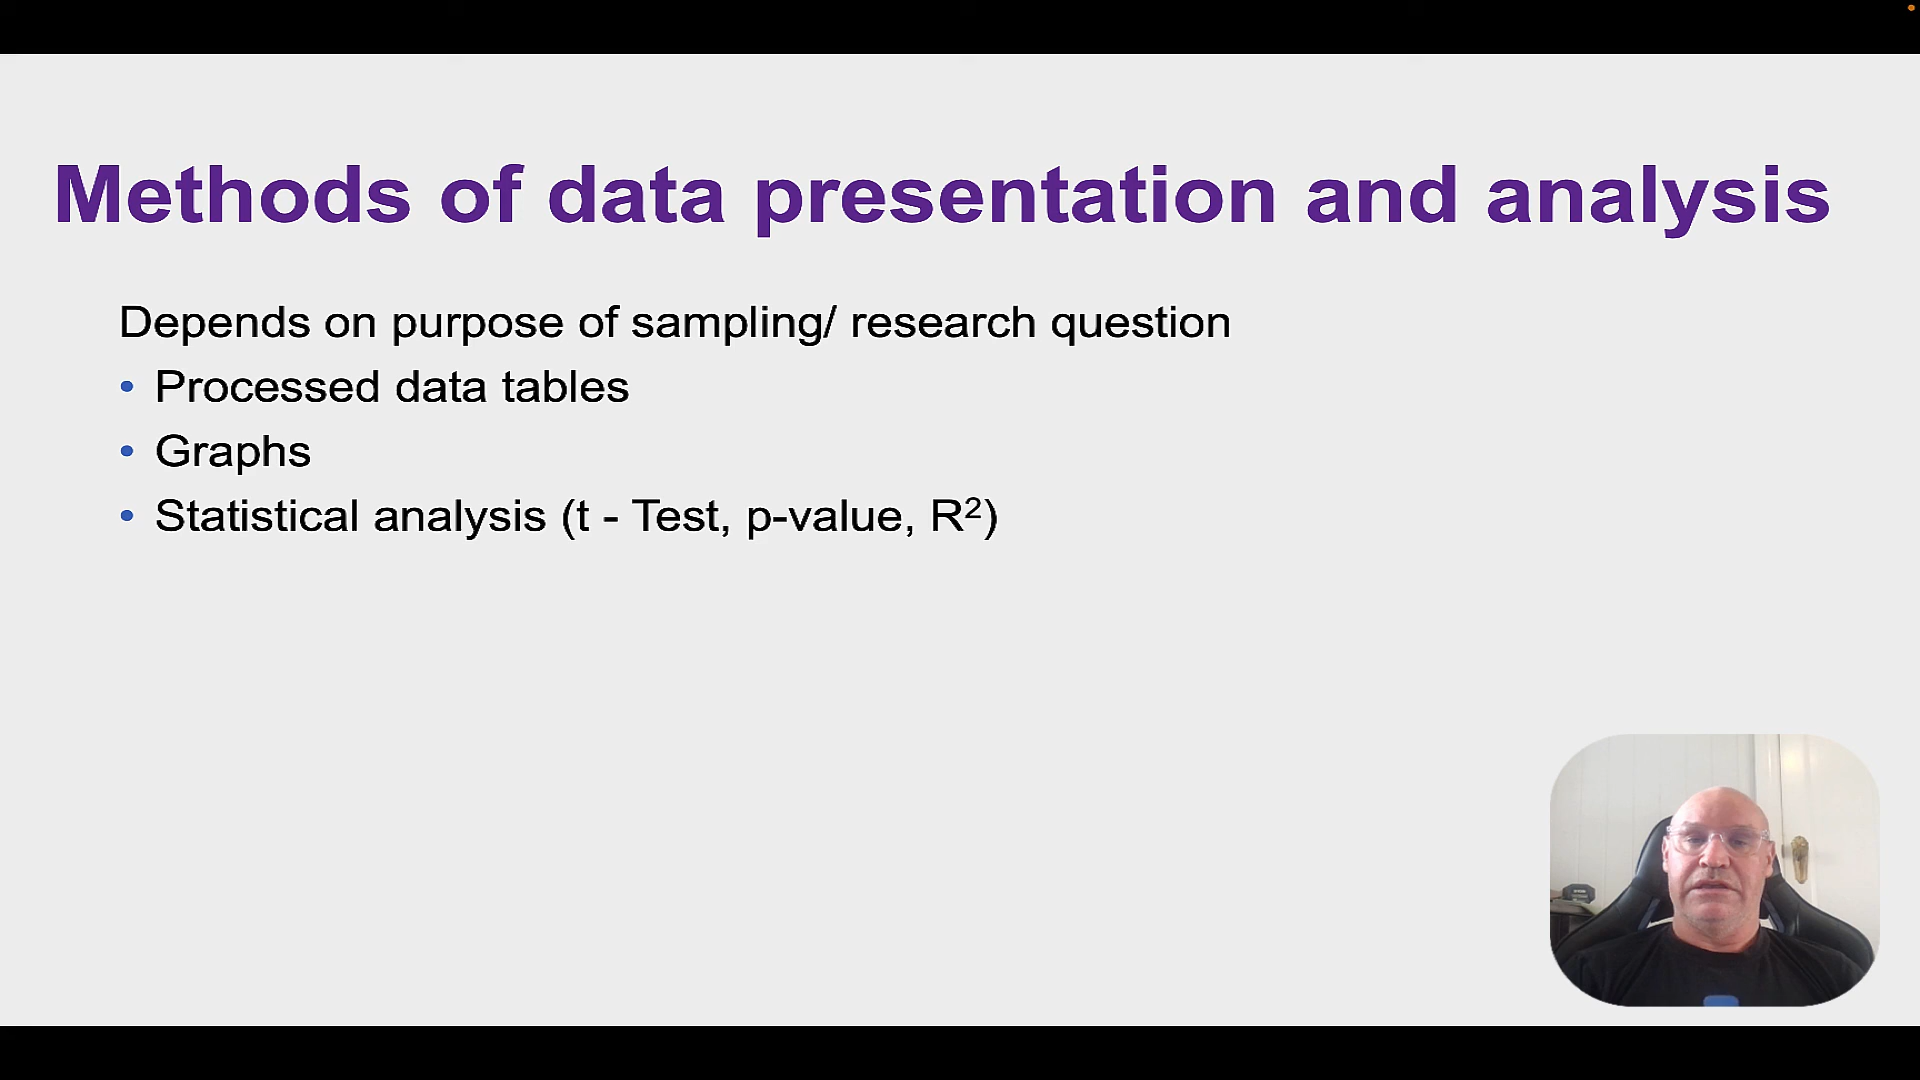 Methods of data presentation and analysis
Depends on purpose of sampling/ research question
• Processed data tables
• Graphs
• Statistical analysis (t - Test, p-value, R²)